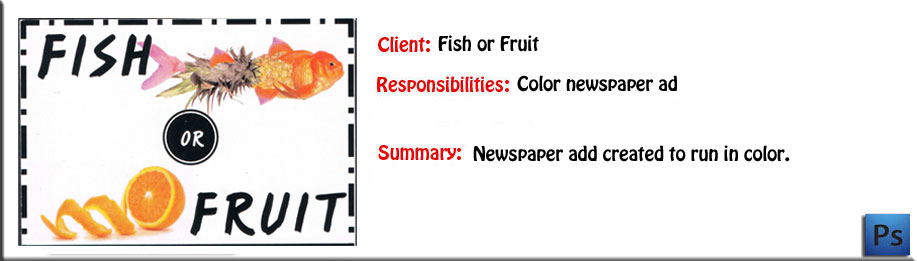 FISH
OR
FRUIT
Client: Fish or Fruit
Responsibilities: Color newspaper ad
Summary: Newspaper add created to run in color.
Ps